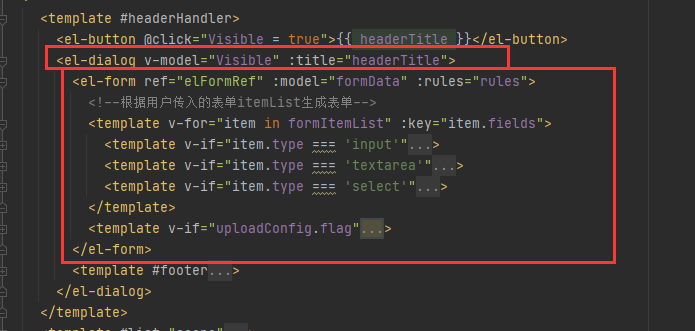 <template #headerHandler>
<el-button @click="Visible = true">{{ headerTitle }}</el-button>
<el-dialog v-model="Visible" :title="headerTitle">
<el-form ref="elFormRef" :model="formData" :rules="rules">
<!--根据用户传入的表单itemList生成表单-->
<template v-for="item in formItemList" :key="item.fields">
<template v-if="item.type === 'input'"...>
<template v-if="item.type === 'textarea'"...>
<template v-if="item.type === 'select'"...>
</template>
<template v-if="uploadConfig.flag"...>
</el-form>
<template #footer...>
</el-dialog>
</template>